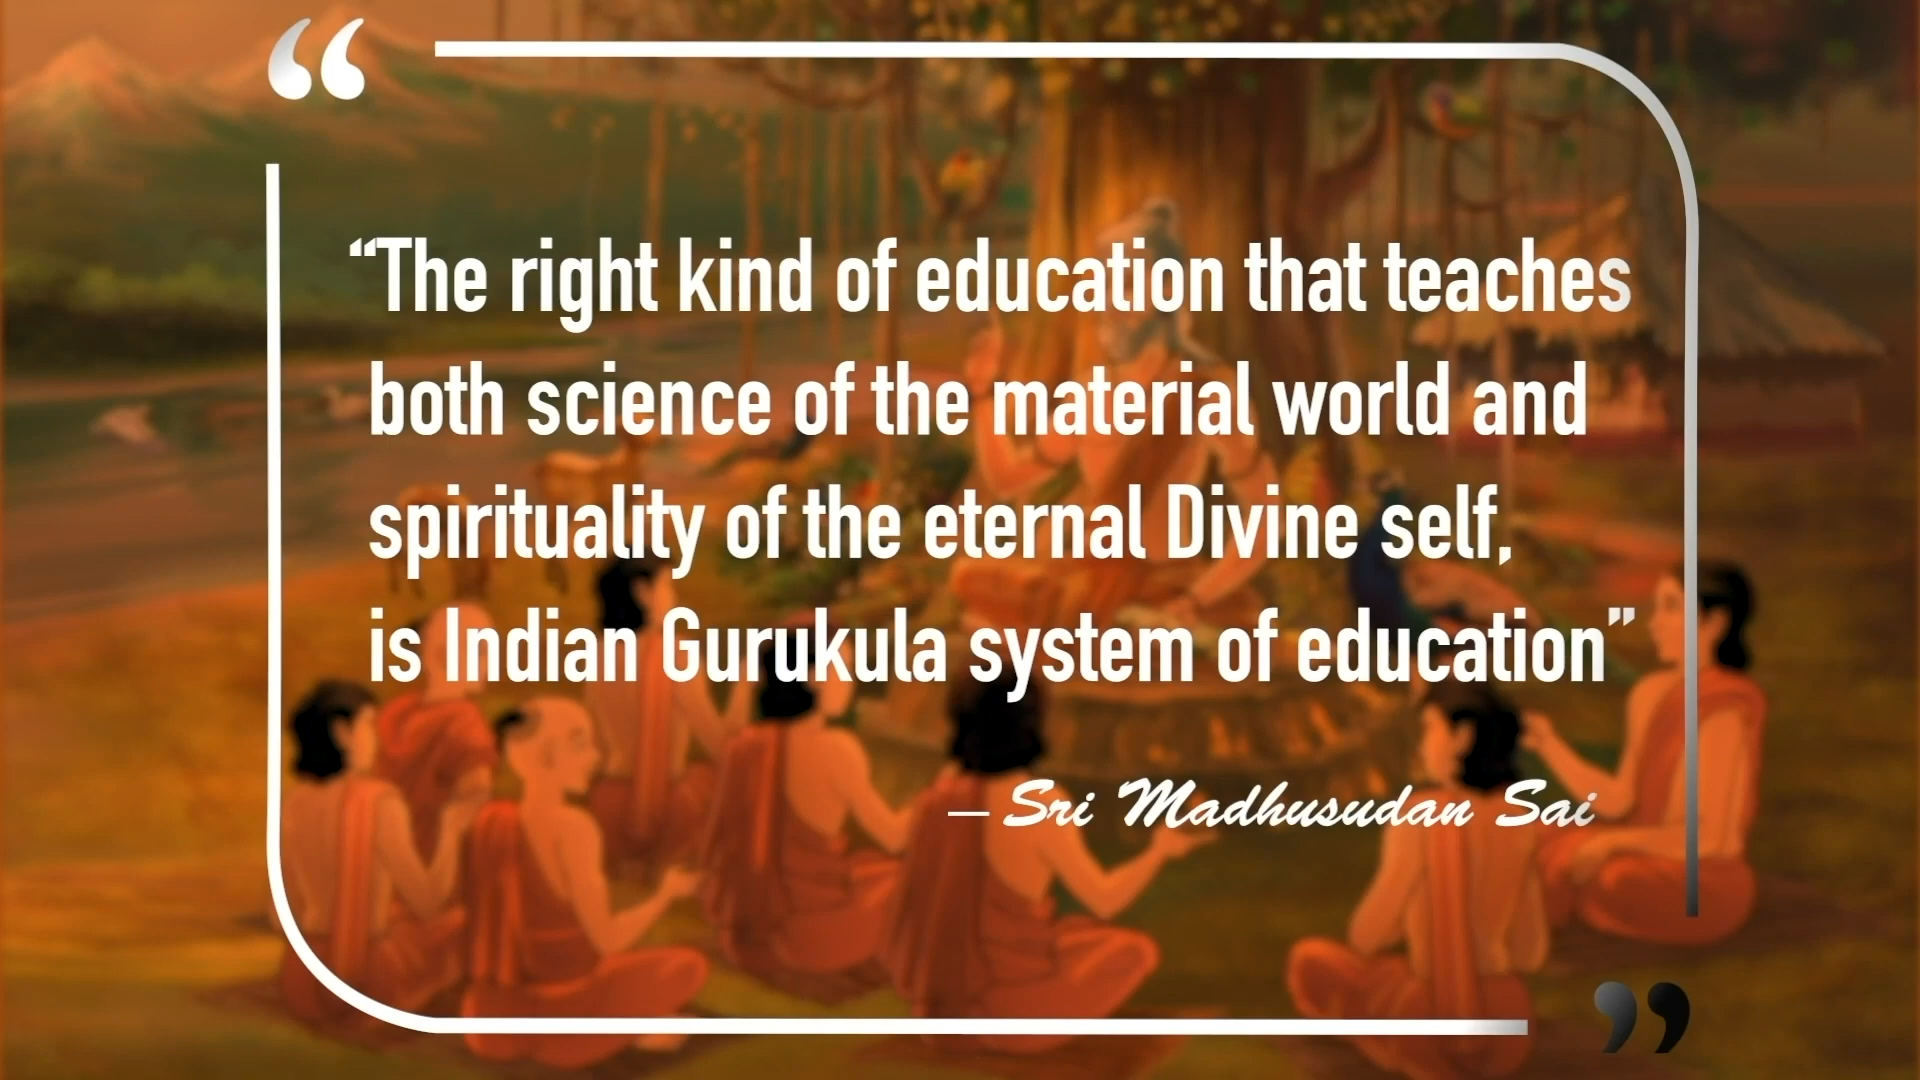 “The right kind of education that teaches
both science of the material world and
spirituality of the eternal Divine self,
is Indian Gurukula system of education”
— Sri Madhusudan Sai